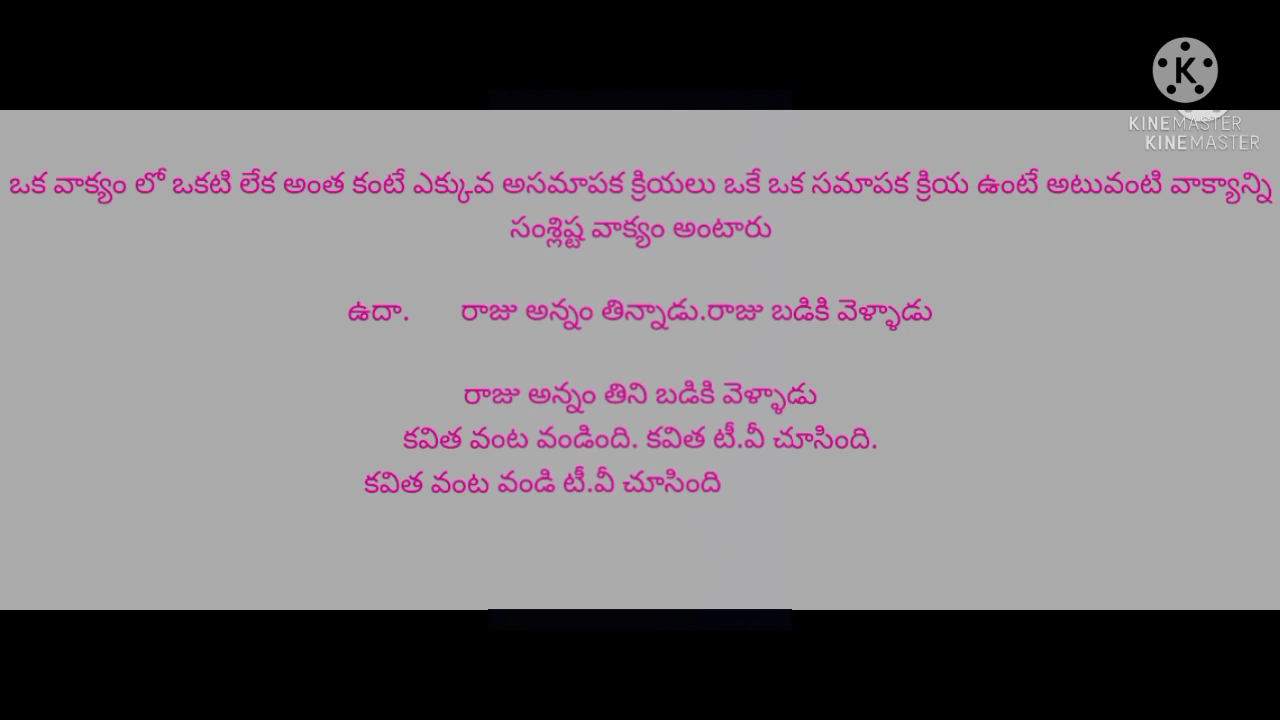 K
KINEMASTER
KINEMASTER
ఒక వాక్యం లో ఒకటి లేక అంత కంటే ఎక్కువ అసమాపక క్రియలు ఒకే ఒక సమాపక క్రియ ఉంటే అటువంటి వాక్యాన్ని
సంశ్లిష్ట వాక్యం అంటారు
ఉదా. రాజు అన్నం తిన్నాడు.రాజు బడికి వెళ్ళాడు
రాజు అన్నం తిని బడికి వెళ్ళాడు
కవిత వంట వండింది. కవిత టీ.వీ చూసింది.
కవిత వంట వండి టీ.వీ చూసింది